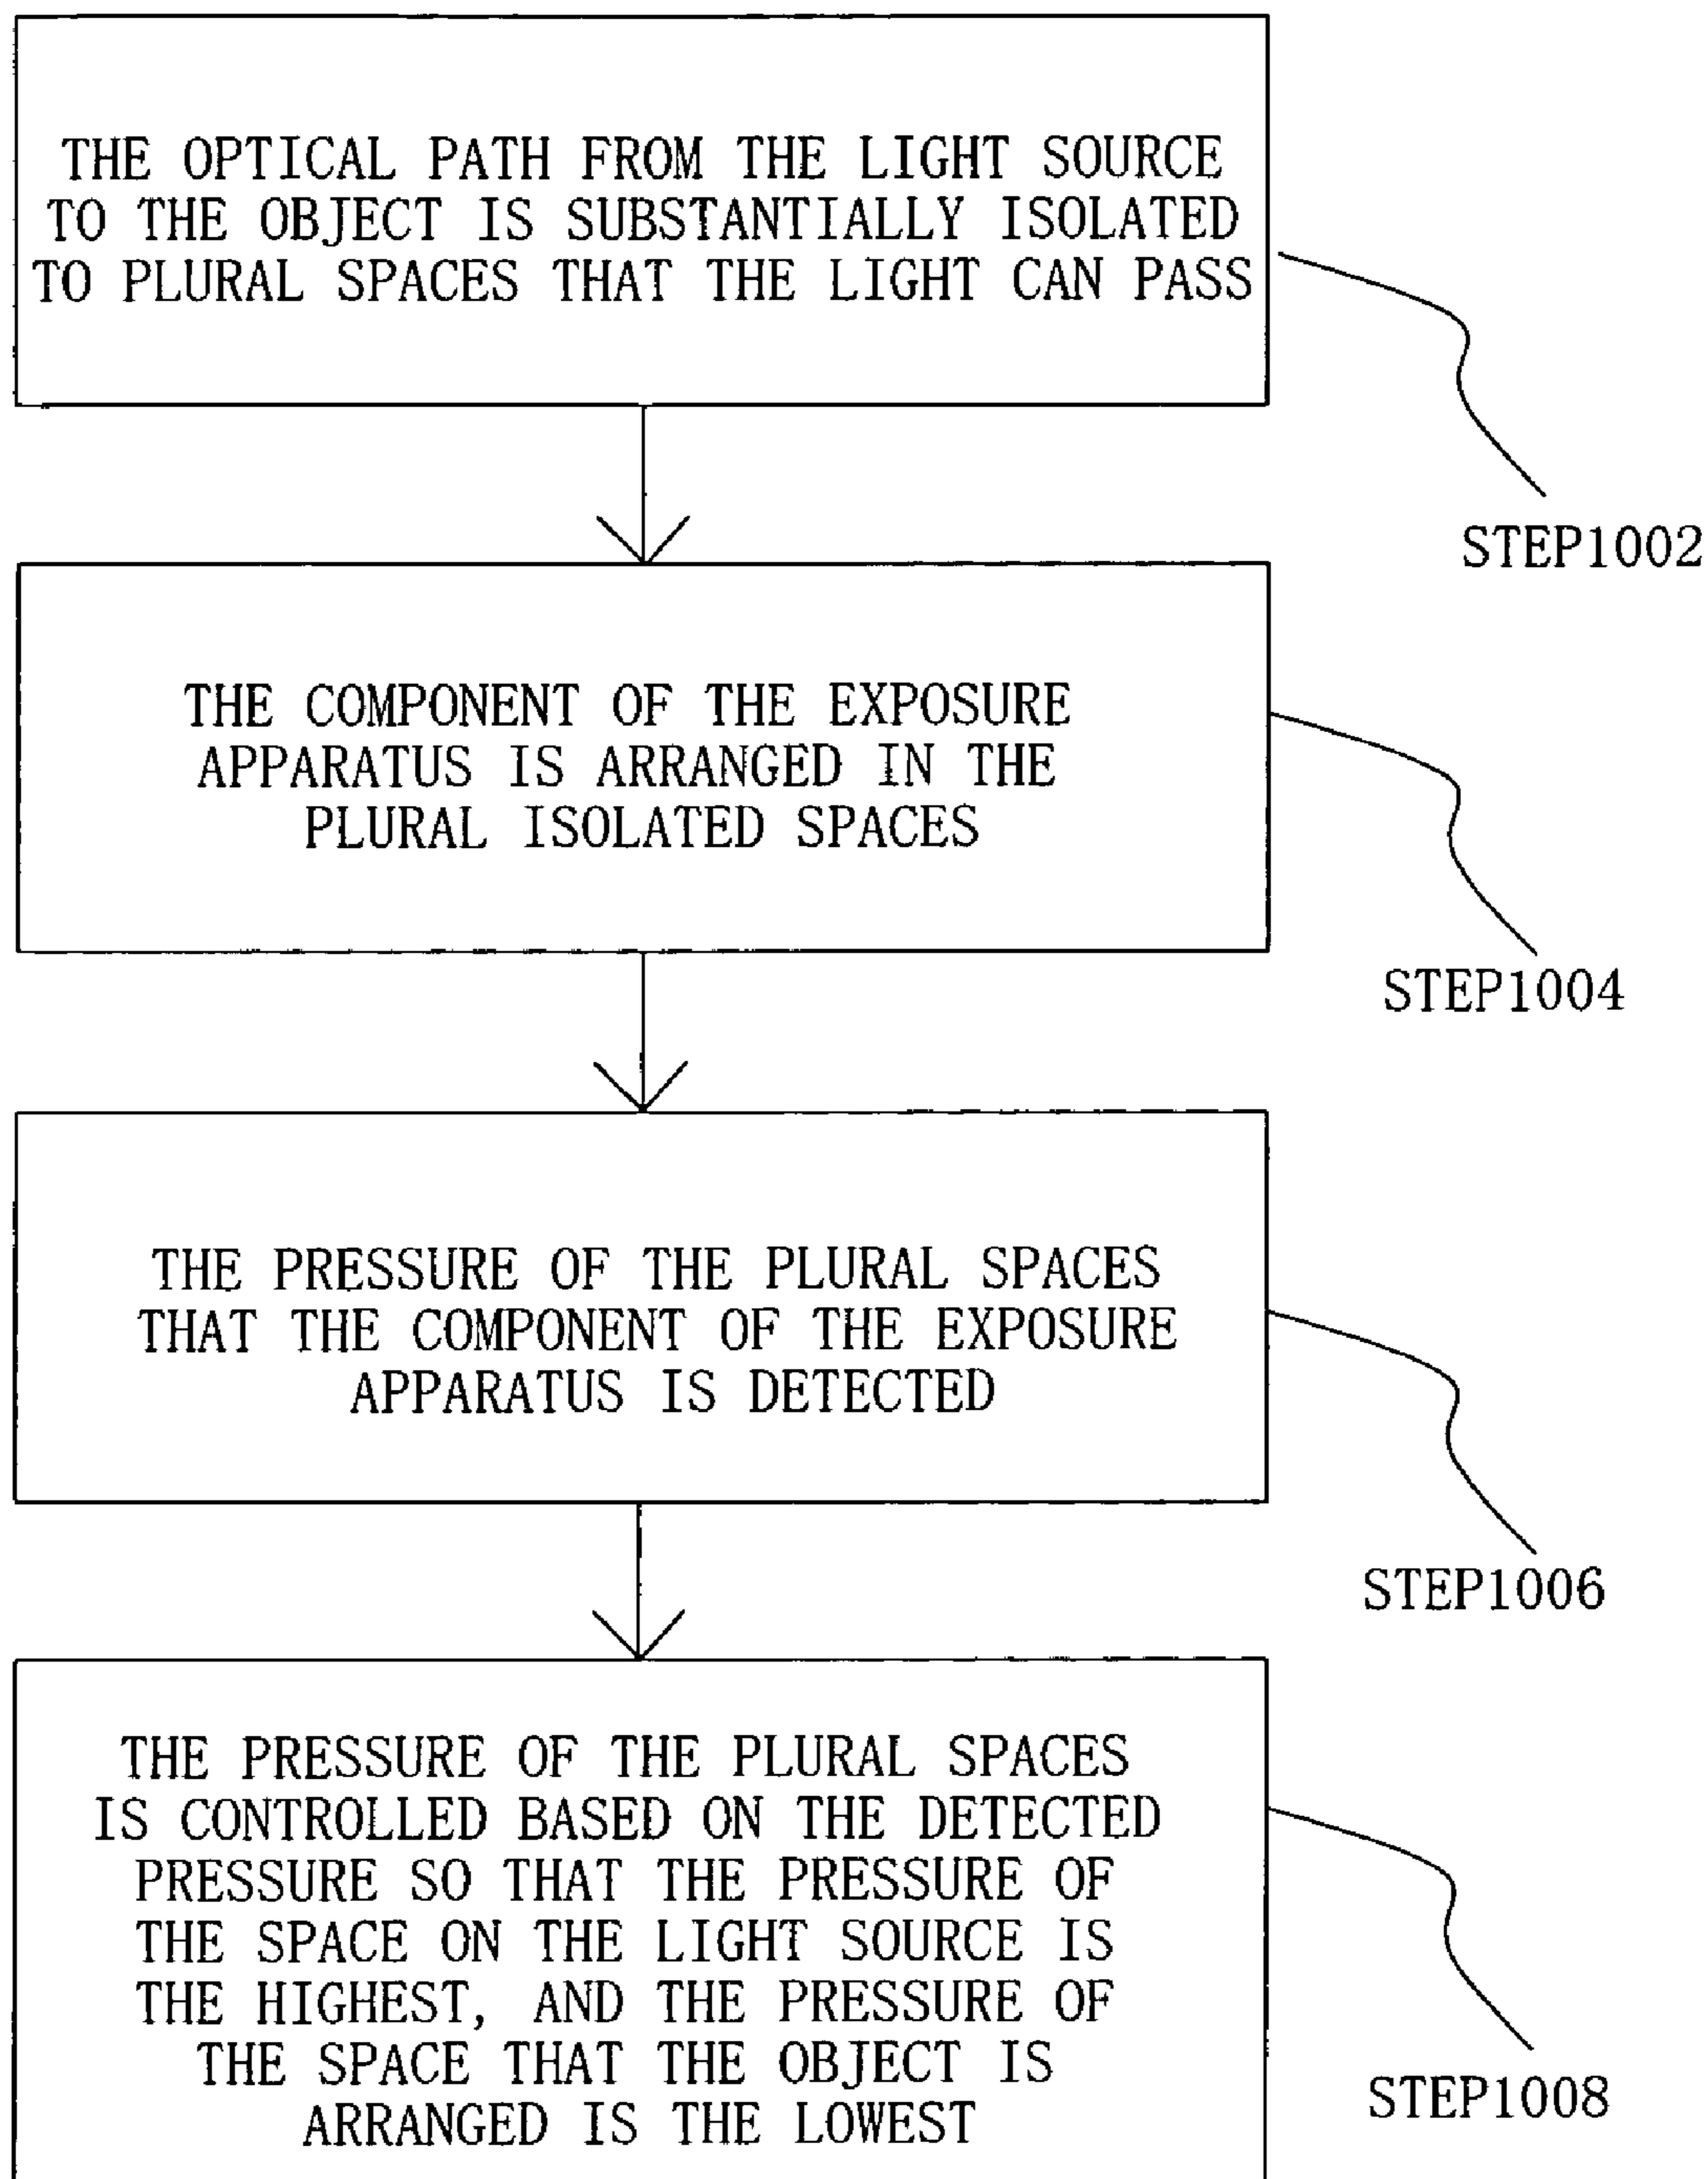 THE OPTICAL PATH FROM THE LIGHT SOURCE
TO THE OBJECT IS SUBSTANTIALLY ISOLATED
TO PLURAL SPACES THAT THE LIGHT CAN PASS
STEP1002
THE COMPONENT OF THE EXPOSURE
APPARATUS IS ARRANGED IN THE
PLURAL ISOLATED SPACES
STEP1004
THE PRESSURE OF THE PLURAL SPACES
THAT THE COMPONENT OF THE EXPOSURE
APPARATUS IS DETECTED
STEP1006
THE PRESSURE OF THE PLURAL SPACES
IS CONTROLLED BASED ON THE DETECTED
PRESSURE SO THAT THE PRESSURE OF
THE SPACE ON THE LIGHT SOURCE IS
THE HIGHEST, AND THE PRESSURE OF
THE SPACE THAT THE OBJECT IS
ARRANGED IS THE LOWEST
STEP1008